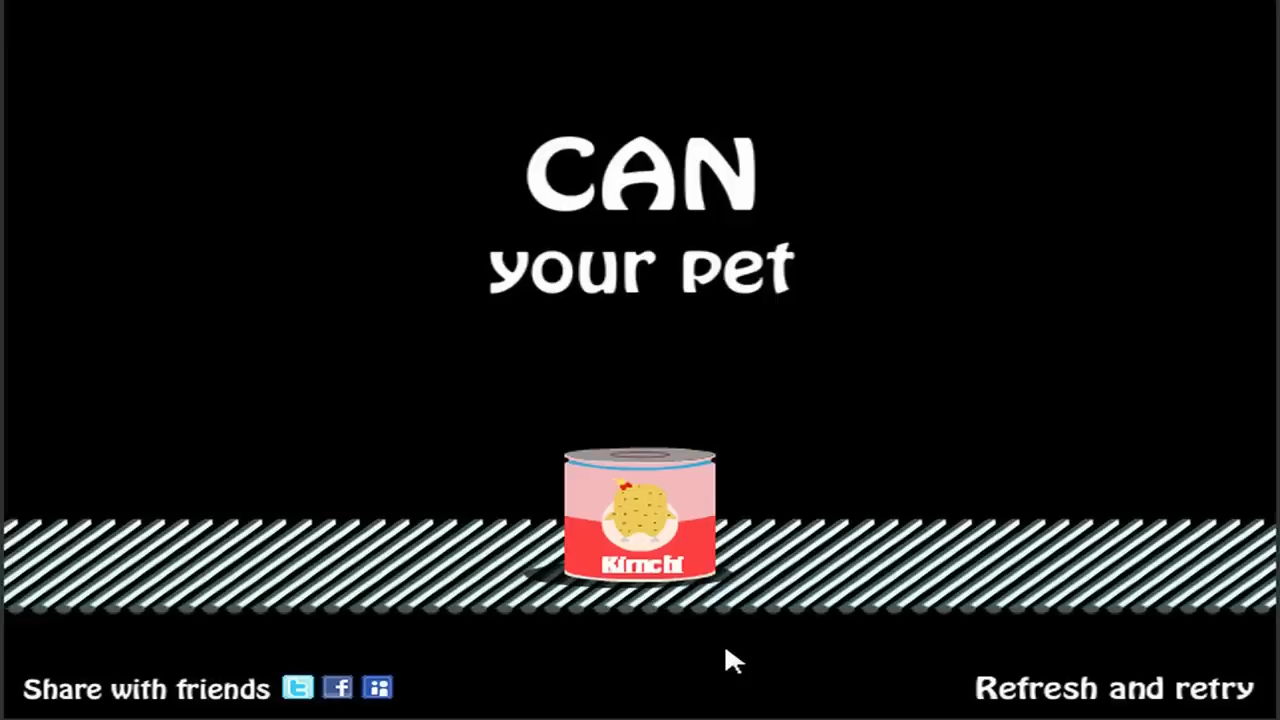 CAN
your pet
Kimchi
Share with friends
Refresh and retry